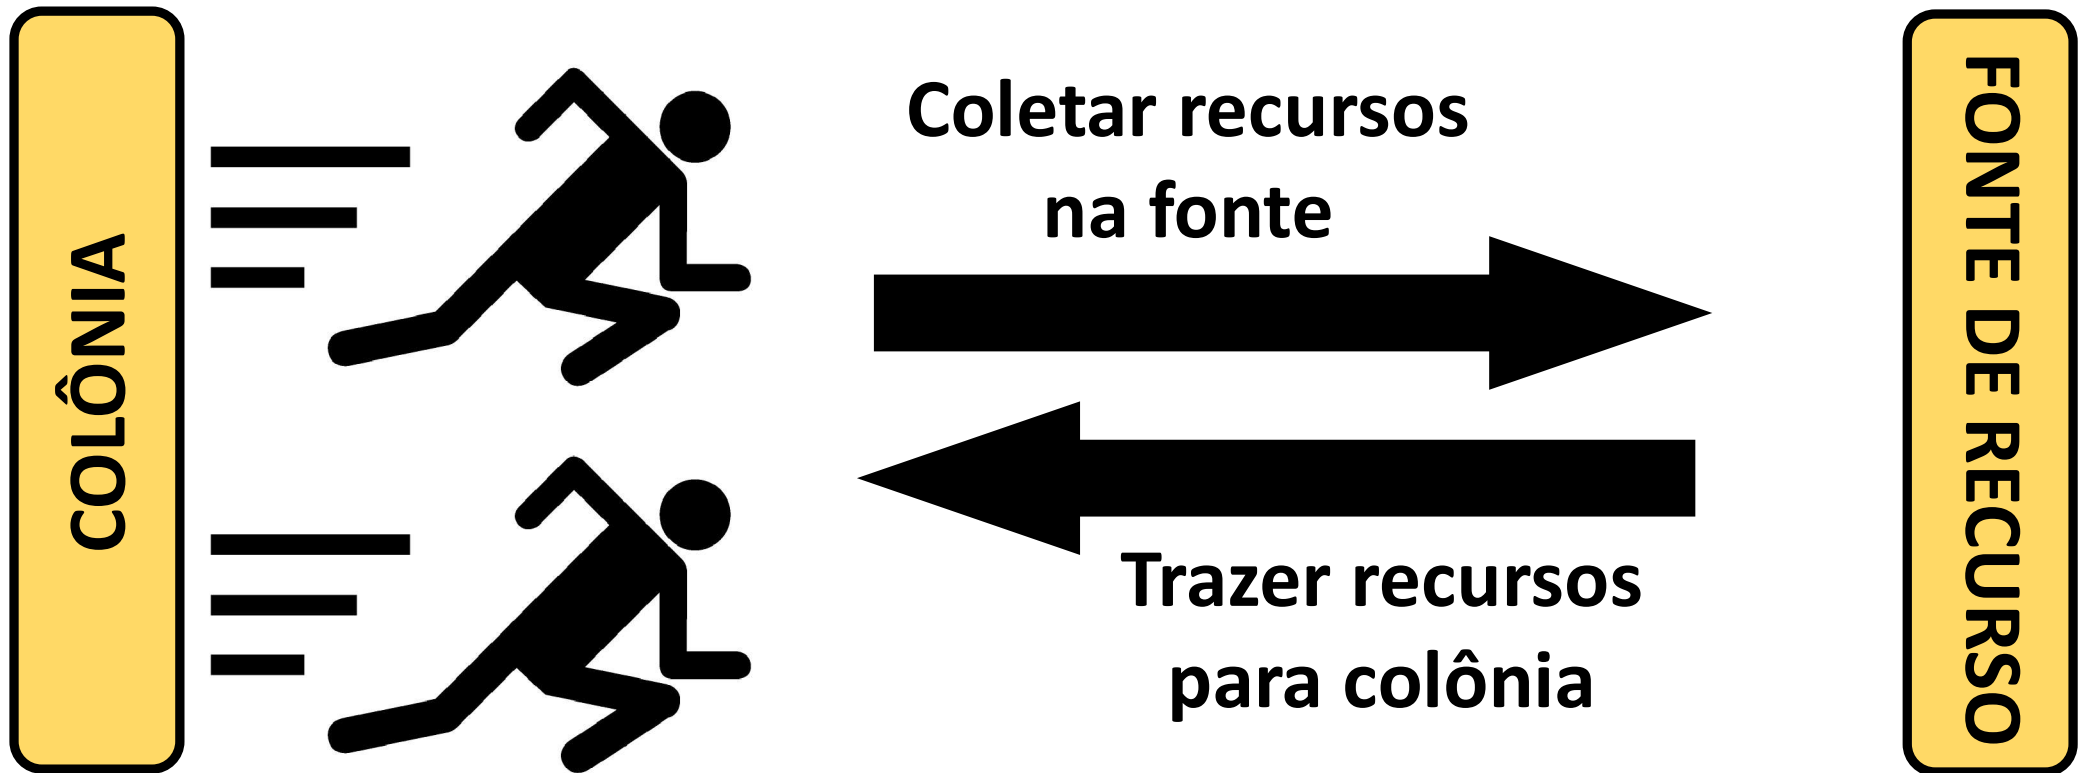 COLÔNIA
Coletar recursos
na fonte
Trazer recursos
para colônia
FONTE DE RECURSO